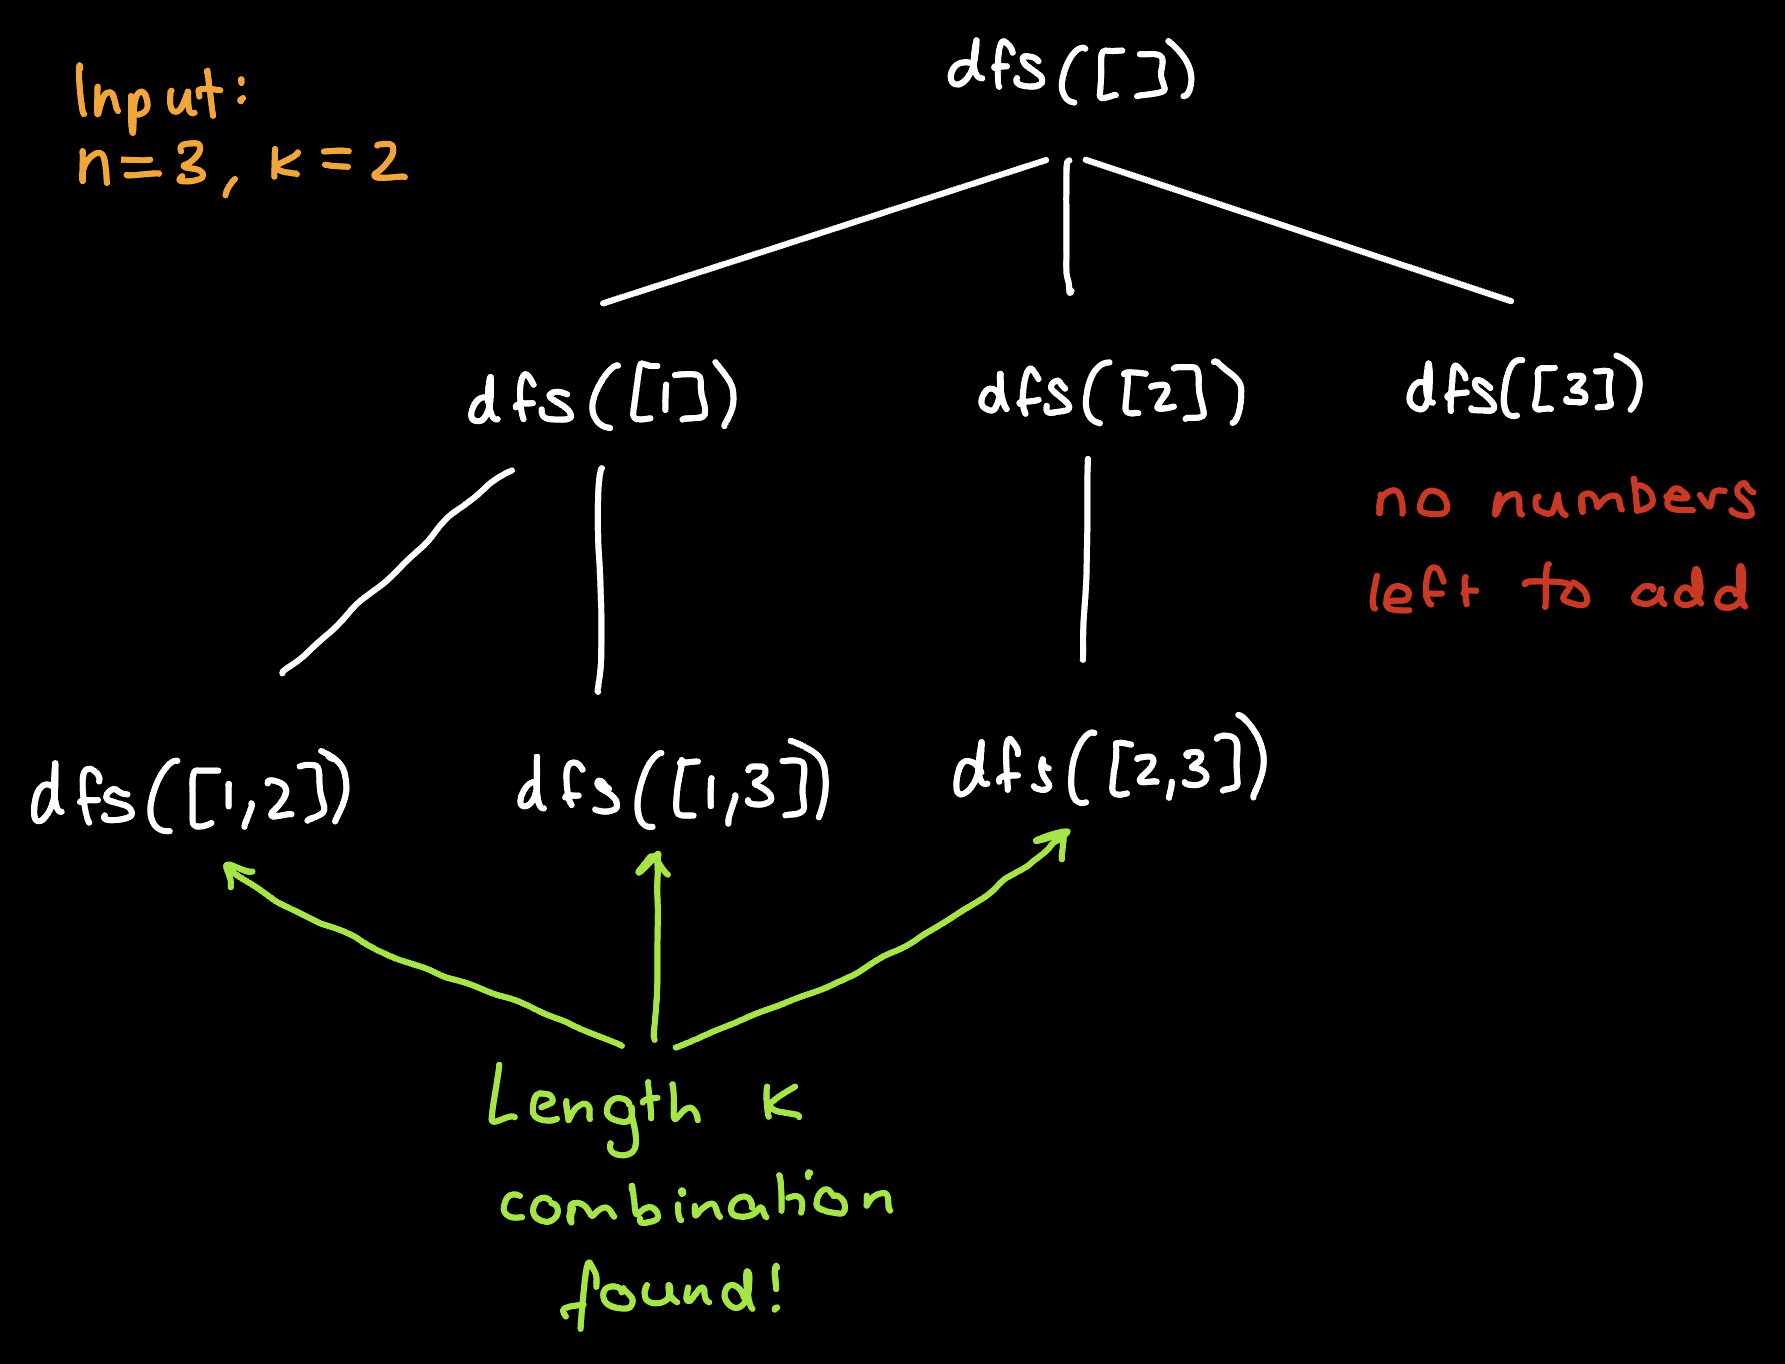 Input:
n=3, k=2
dfs([])
dfs([1])
dfs([2])
dfs([3])
no numbers
left to add
dfs([1,2])
dfs([1,3])
dfs([2,3])
Length k
combination
found!